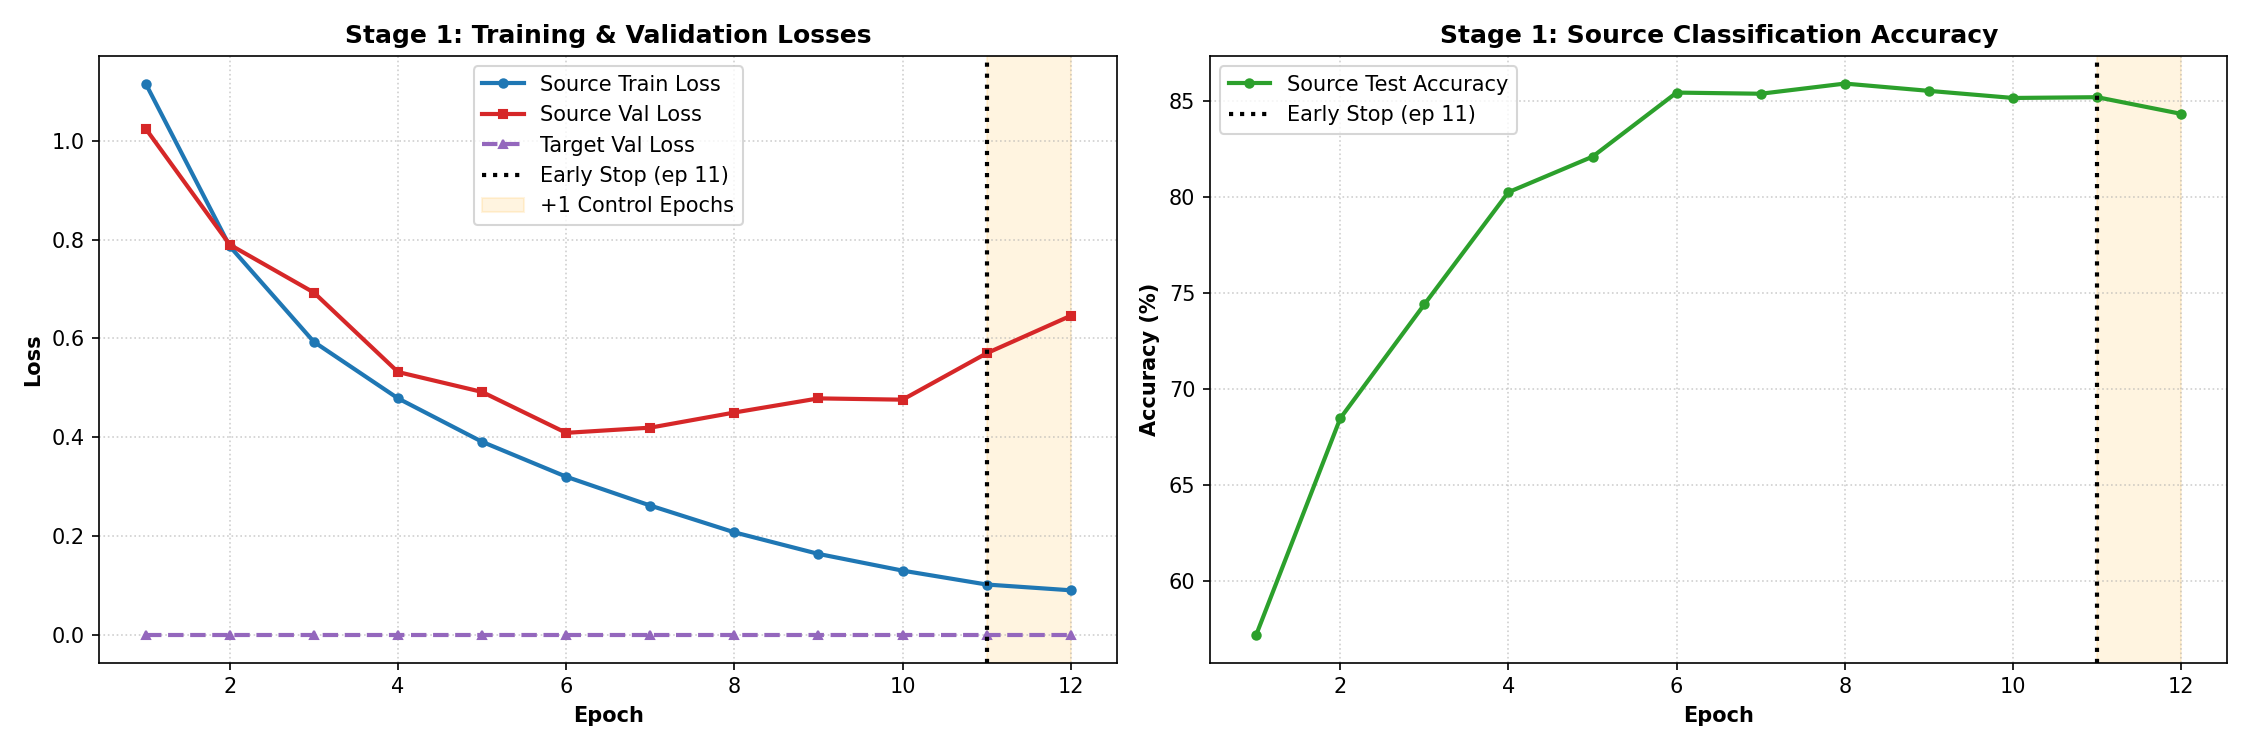 Stage 1: Training & Validation Losses
Source Train Loss
Source Val Loss
Target Val Loss
Early Stop (ep 11)
+1 Control Epochs
Loss
1.0
0.8
0.6
0.4
0.2
0.0
2 4 6 8 10 12
Epoch
Stage 1: Source Classification Accuracy
Source Test Accuracy
Early Stop (ep 11)
Accuracy (%)
85
80
75
70
65
60
2 4 6 8 10 12
Epoch